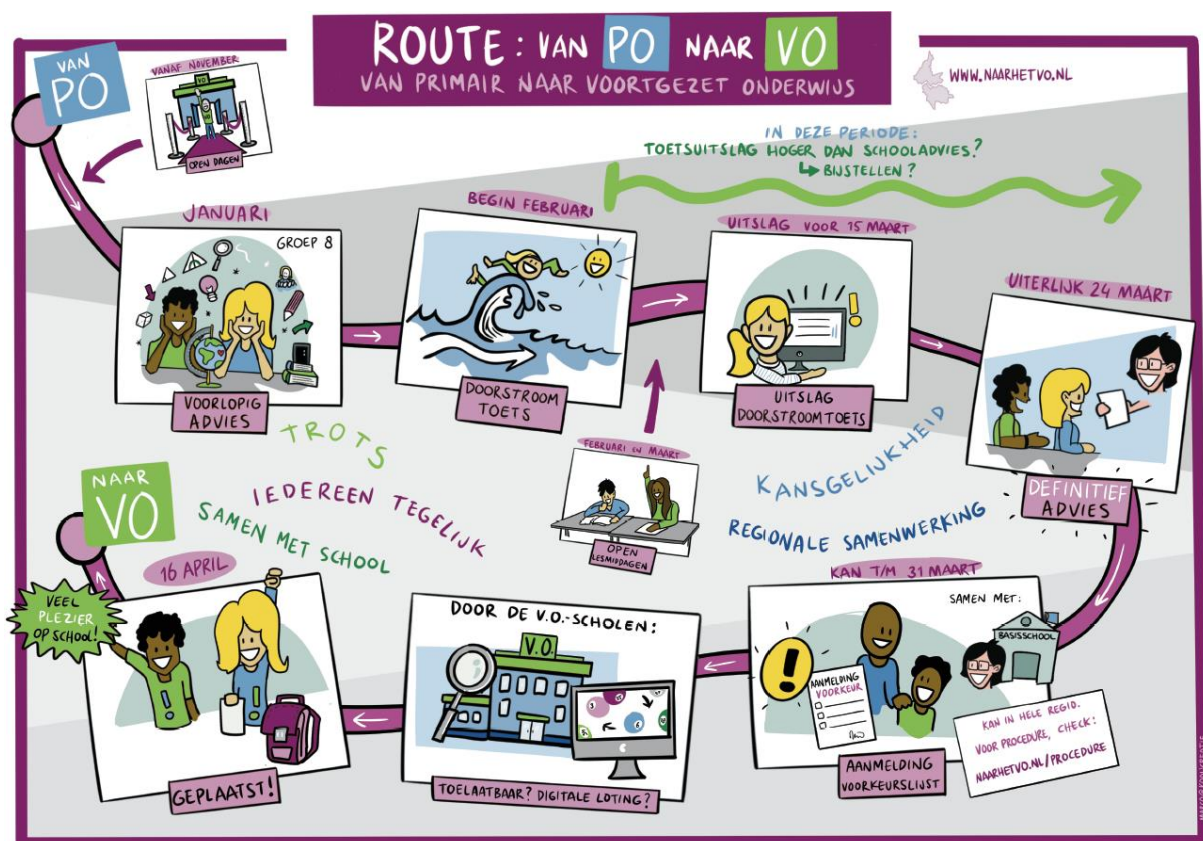 VAN
PO
ROUTE: VAN PO NAAR VO
VAN PRIMAIR NAAR VOORTGEZET ONDERWIJS
WWW.NAARHETVO.NL
VANAF NOVEMBER
VO
OPEN DAGEN
IN DEZE PERIODE:
TOETSUITSLAG HOGER DAN SCHOOLADVIES?
BIJSTELLEN?
JANUARI
GROEP 8
VOORLOPIG
ADVIES
BEGIN FEBRUARI
DOORSTROOM
TOETS
UITSLAG VOOR 15 MAART
UITSLAG
DOORSTROOMTOETS
UITERLIJK 24 MAART
DEFINITIEF
ADVIES
FEBRUARI EN MAART
OPEN
LESMIDDAGEN
TROTS
IEDEREEN TEGELIJK
SAMEN MET SCHOOL
KANSGELIJKHEID
REGIONALE SAMENWERKING
KAN T/M 31 MAART
SAMEN MET:
BASISSCHOOL
AANMELDING
VOORKEUR
AANMELDING
VOORKEURSLIJST
KAN IN HELE REGIO.
VOOR PROCEDURE, CHECK:
NAARHETVO.NL/PROCEDURE
DOOR DE V.O.-SCHOLEN:
V.O.
TOELAATBAAR? DIGITALE LOTING?
16 APRIL
GEPLAATST!
VEEL
PLEZIER
OP SCHOOL!
NAAR
VO